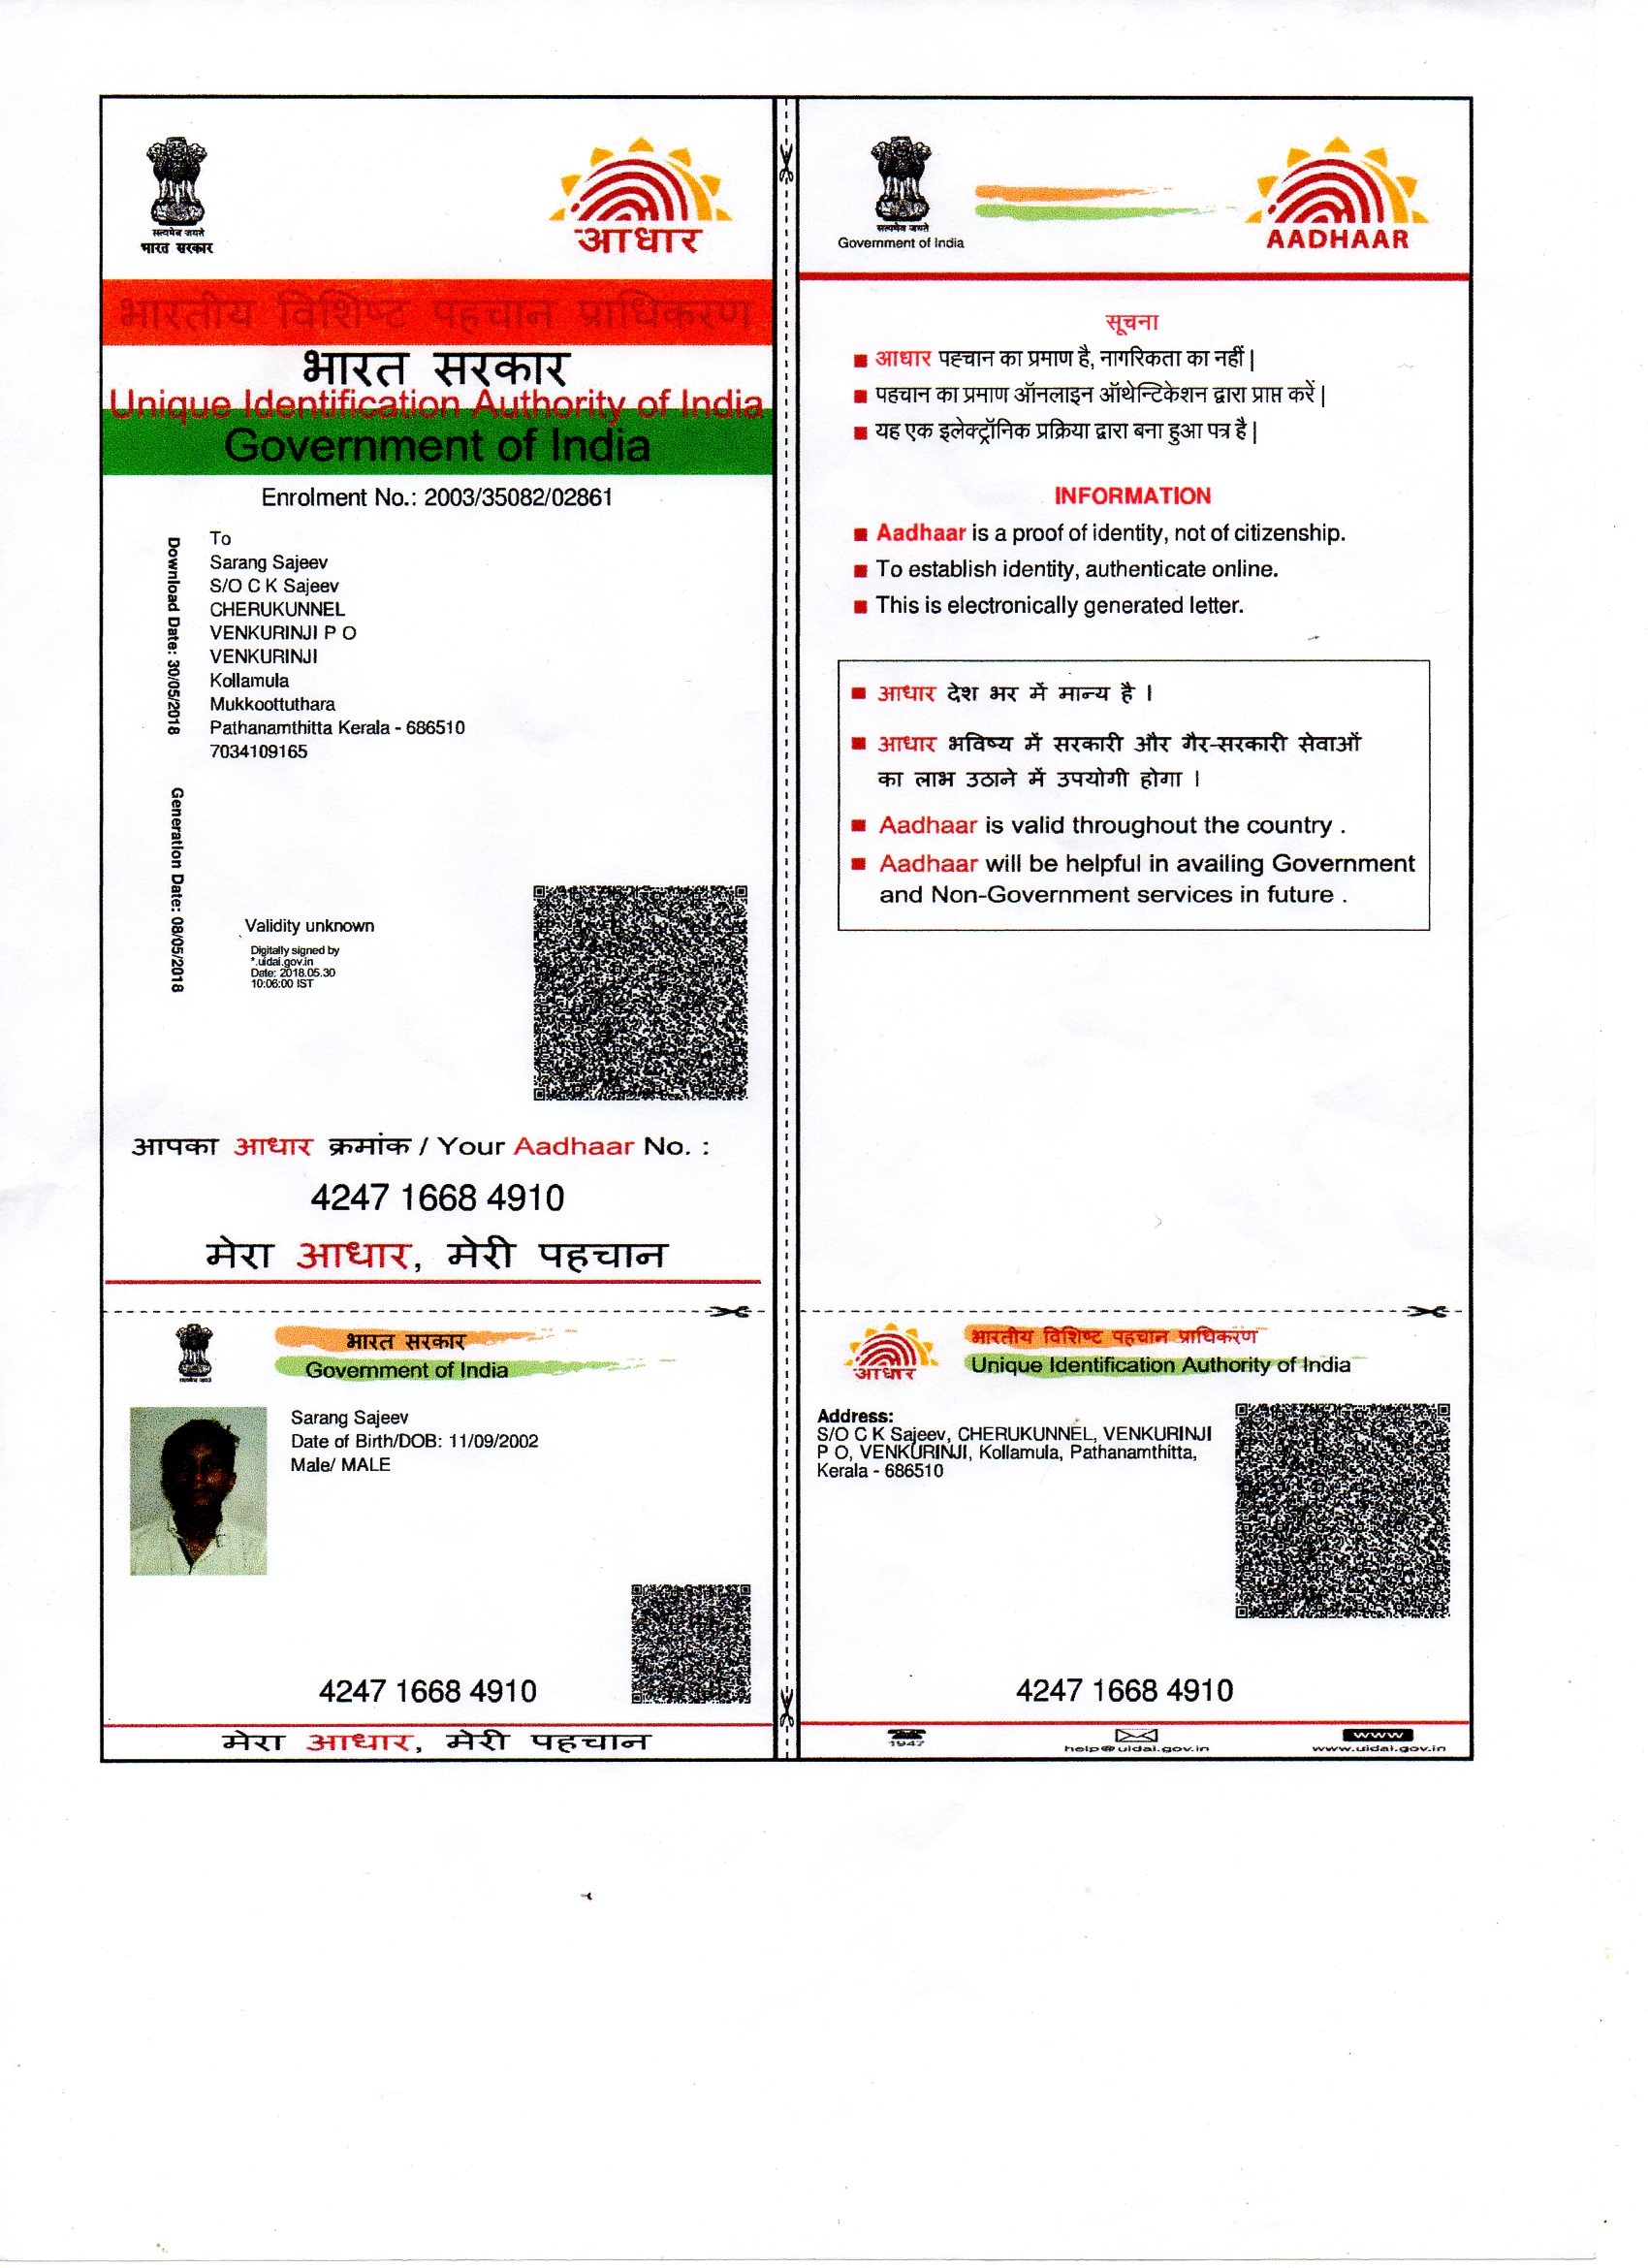 सत्यमेव जयते
भारत सरकार
आधार
भारतीय विशिष्ट पहचान प्राधिकरण
भारत सरकार
Unique Identification Authority of India
Government of India
Enrolment No.: 2003/35082/02861
Download Date: 30/05/2018
Generation Date: 08/05/2018
To
Sarang Sajeev
S/O C K Sajeev
CHERUKUNNEL
VENKURINJI P O
VENKURINJI
Kollamula
Mukkoottuthara
Pathanamthitta Kerala - 686510
7034109165
Validity unknown
Digitally signed by
*.uidai.gov.in
Date: 2018.05.30
10:06:00 IST
आपका आधार क्रमांक / Your Aadhaar No. :
4247 1668 4910
मेरा आधार, मेरी पहचान
सत्यमेव जयते
Government of India
AADHAAR
सूचना
आधार पहचान का प्रमाण है, नागरिकता का नहीं |
पहचान का प्रमाण ऑनलाइन ऑथेन्टिकेशन द्वारा प्राप्त करें |
यह एक इलेक्ट्रॉनिक प्रक्रिया द्वारा बना हुआ पत्र है |
INFORMATION
Aadhaar is a proof of identity, not of citizenship.
To establish identity, authenticate online.
This is electronically generated letter.
आधार देश भर में मान्य है ।
आधार भविष्य में सरकारी और गैर-सरकारी सेवाओं
का लाभ उठाने में उपयोगी होगा ।
Aadhaar is valid throughout the country .
Aadhaar will be helpful in availing Government
and Non-Government services in future .
भारत सरकार
Government of India
Sarang Sajeev
Date of Birth/DOB: 11/09/2002
Male/ MALE
4247 1668 4910
मेरा आधार, मेरी पहचान
आधार
भारतीय विशिष्ट पहचान प्राधिकरण
Unique Identification Authority of India
Address:
S/O C K Sajeev, CHERUKUNNEL, VENKURINJI
P O, VENKURINJI, Kollamula, Pathanamthitta,
Kerala - 686510
4247 1668 4910
1947
help@uidai.gov.in
www
www.uidai.gov.in